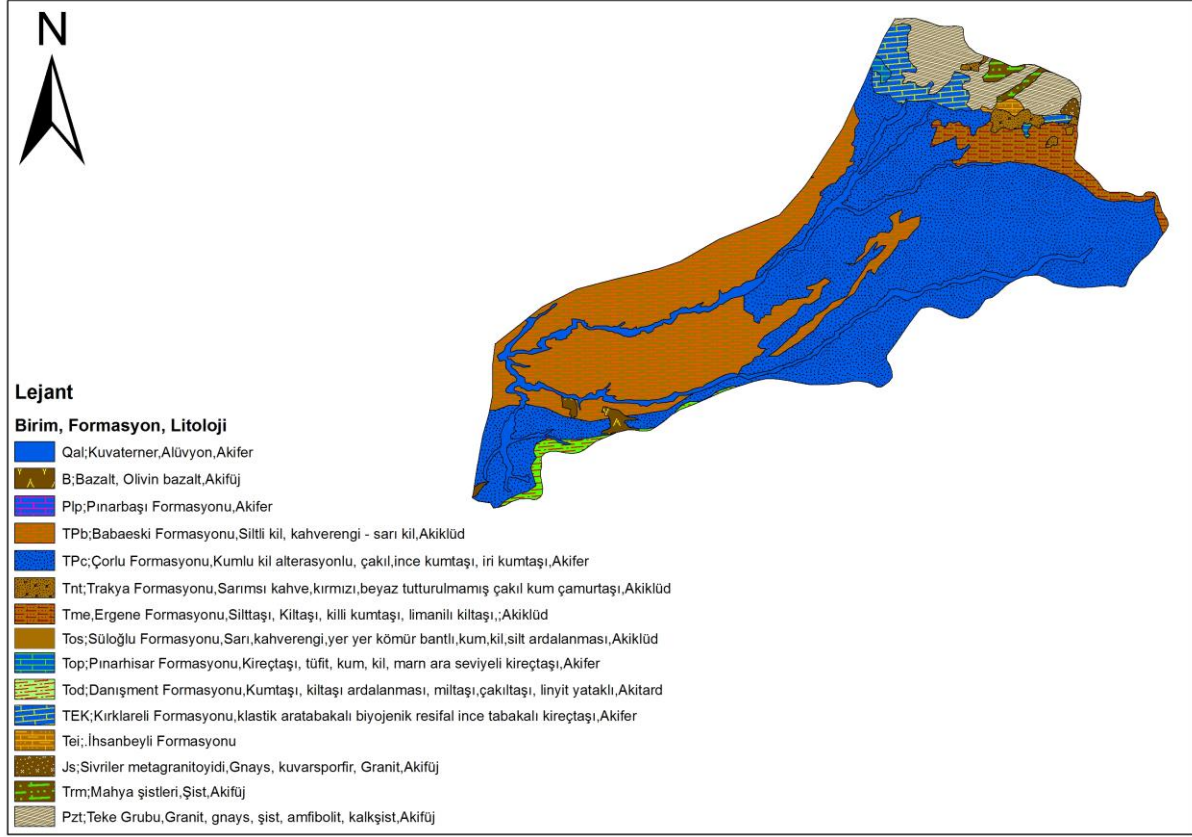 N
Lejant
Birim, Formasyon, Litoloji
Qal;Kuvaterner,Alüvyon,Akifer
B;Bazalt, Olivin bazalt,Akifüj
Plp;Pınarbaşı Formasyonu,Akifer
TPb;Babaeski Formasyonu,Siltli kil, kahverengi - sarı kil,Akiklüd
TPc;Çorlu Formasyonu,Kumlu kil alterasyonlu, çakıl,ince kumtaşı, iri kumtaşı,Akifer
Tnt;Trakya Formasyonu,Sarımsı kahve,kırmızı,beyaz tutturulmamış çakıl kum çamurtaşı,Akiklüd
Tme,Ergene Formasyonu,Silttaşı, Kiltaşı, killi kumtaşı, limanılı kiltaşı,;Akiklüd
Tos;Süloğlu Formasyonu,Sarı,kahverengi,yer yer kömür bantlı,kum,kil,silt ardalanması,Akiklüd
Top;Pınarhisar Formasyonu,Kireçtaşı, tüfit, kum, kil, marn ara seviyeli kireçtaşı,Akifer
Tod;Danışment Formasyonu,Kumtaşı, kiltaşı ardalanması, miltaşı,çakıltaşı, linyit yataklı,Akitard
TEK;Kırklareli Formasyonu,klastik aratabakalı biyojenik resifal ince tabakalı kireçtaşı,Akifer
Tei;.İhsanbeyli Formasyonu
Js;Sivriler metagranitoyidi,Gnays, kuvarsporfir, Granit,Akifüj
Trm;Mahya şistleri,Şist,Akifüj
Pzt;Teke Grubu,Granit, gnays, şist, amfibolit, kalkşist,Akifüj